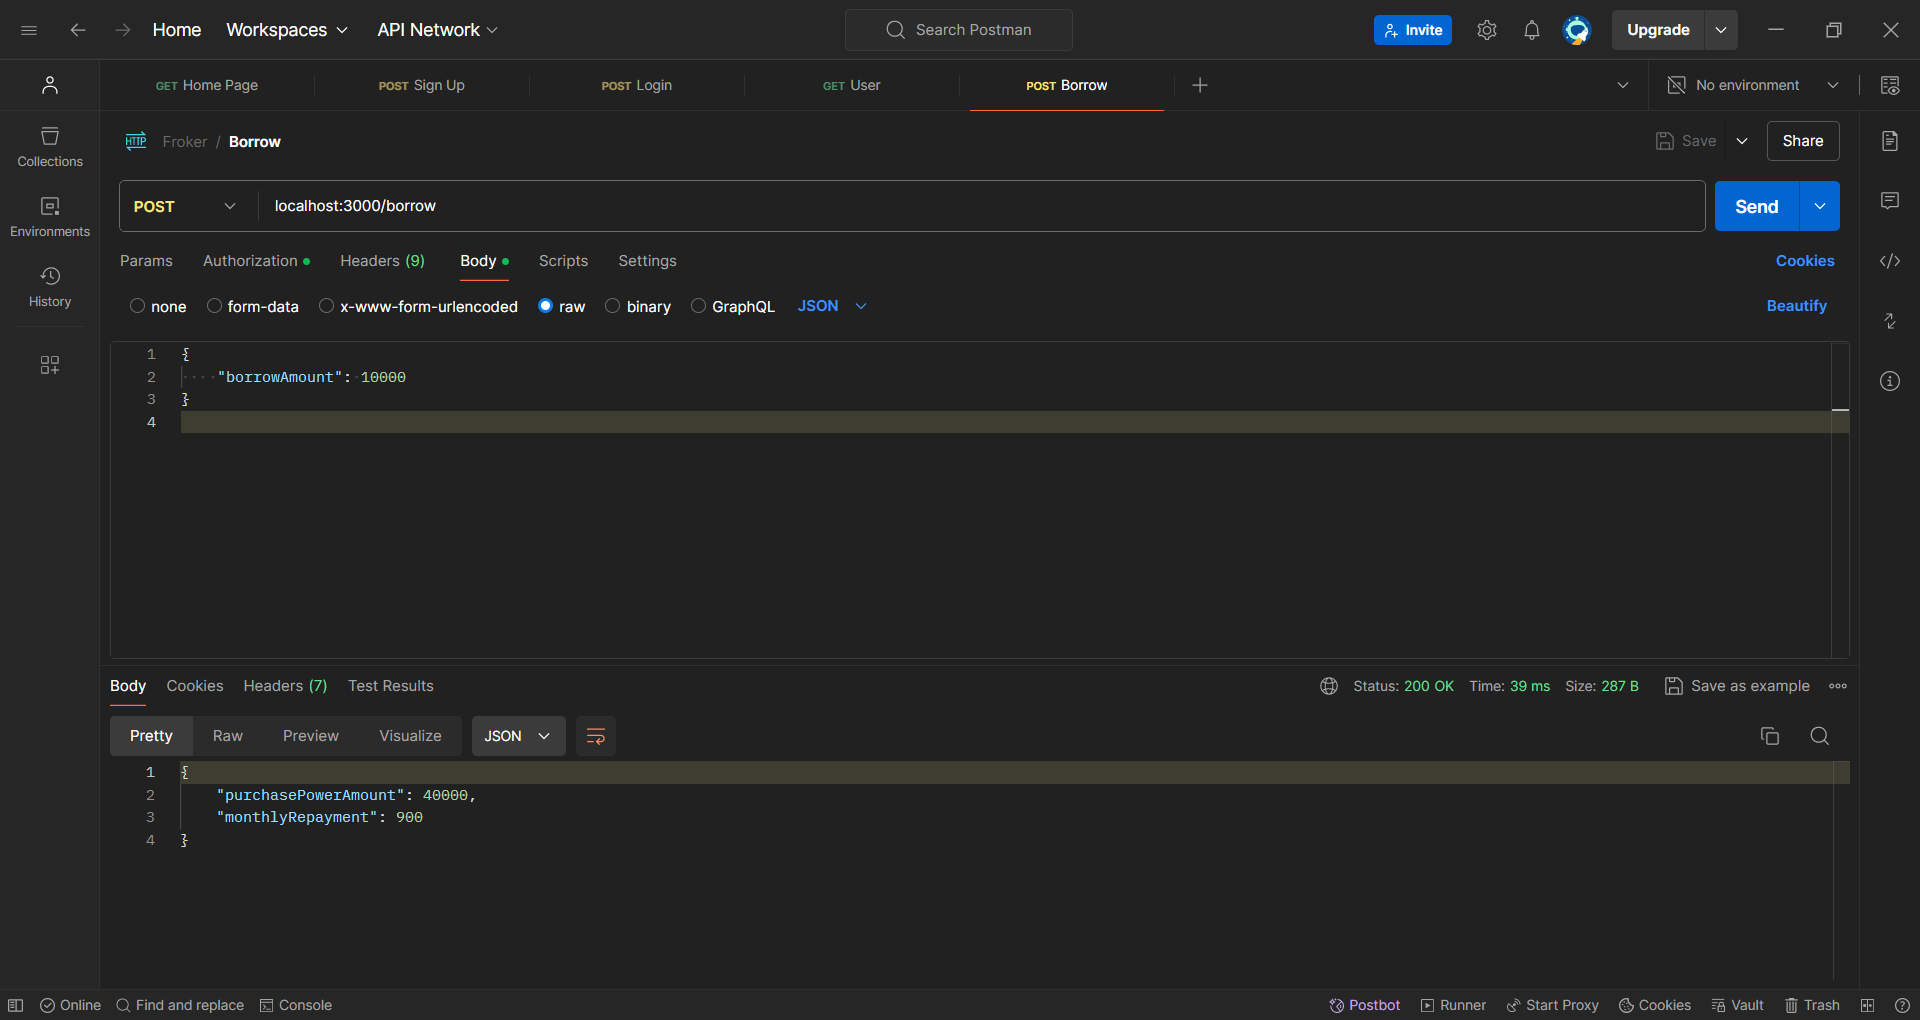 Home Workspaces API Network Search Postman Invite Upgrade
GET Home Page POST Sign Up POST Login GET User POST Borrow No environment
HTTP Froker / Borrow Save Share
POST localhost:3000/borrow Send
Params Authorization Headers (9) Body Scripts Settings Cookies
none form-data x-www-form-urlencoded raw binary GraphQL JSON Beautify
Collections
Environments
History
1 {
2 "borrowAmount": 10000
3 }
4
Body Cookies Headers (7) Test Results Status: 200 OK Time: 39 ms Size: 287 B Save as example
Pretty Raw Preview Visualize JSON
1 {
2 "purchasePowerAmount": 40000,
3 "monthlyRepayment": 900
4 }
Online Find and replace Console Postbot Runner Start Proxy Cookies Vault Trash